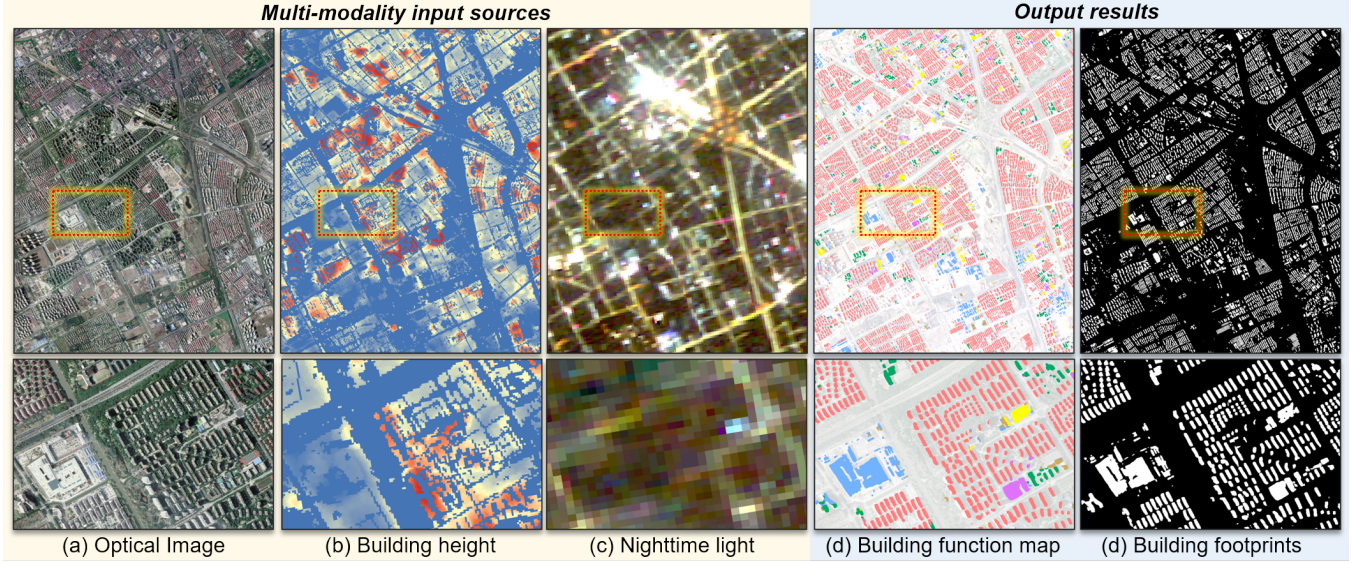 Multi-modality input sources
Output results
(a) Optical Image
(b) Building height
(c) Nighttime light
(d) Building function map
(d) Building footprints